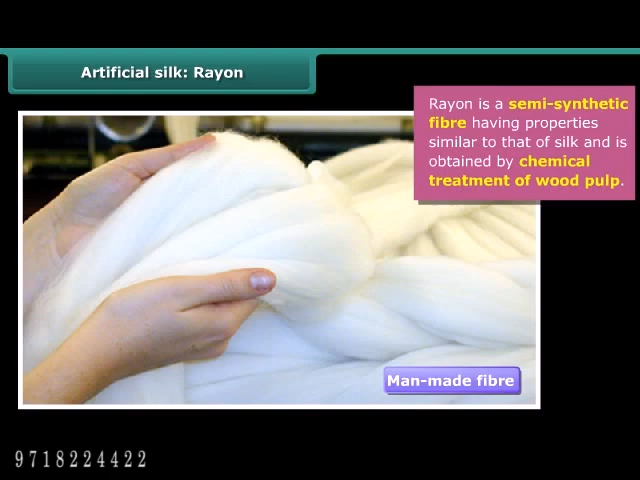 Artificial silk: Rayon
Rayon is a semi-synthetic
fibre having properties
similar to that of silk and is
obtained by chemical
treatment of wood pulp.
Man-made fibre
9718224422